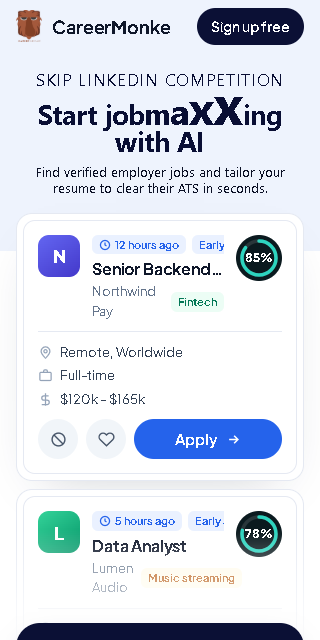 CareerMonke
Sign up free
SKIP LINKEDIN COMPETITION
Start jobmaxXing
with AI
Find verified employer jobs and tailor your
resume to clear their ATS in seconds.
N
12 hours ago
Early
85%
Senior Backend...
Northwind
Pay
Fintech
Remote, Worldwide
Full-time
$120k - $165k
Apply
L
5 hours ago
Early
78%
Data Analyst
Lumen
Audio
Music streaming